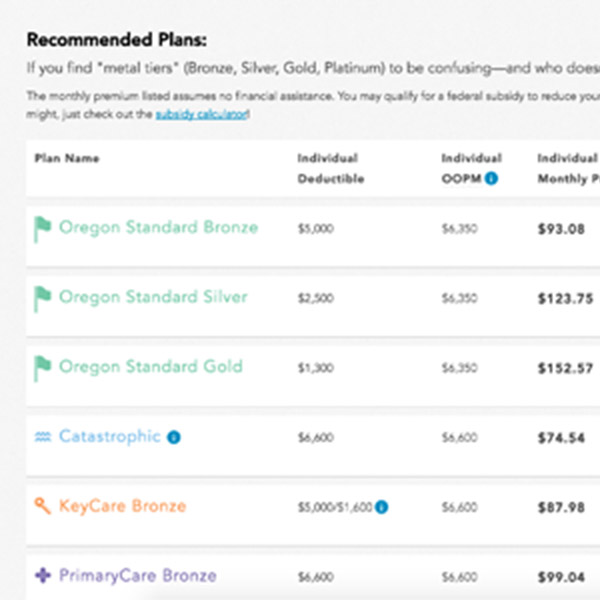 Recommended Plans:
If you find "metal tiers" (Bronze, Silver, Gold, Platinum) to be confusing—and who does
The monthly premium listed assumes no financial assistance. You may qualify for a federal subsidy to reduce your
might, just check out the subsidy calculator!
Plan Name Individual Deductible Individual OOPM Individual Monthly P
Oregon Standard Bronze $5,000 $6,350 $93.08
Oregon Standard Silver $2,500 $6,350 $123.75
Oregon Standard Gold $1,300 $6,350 $152.57
Catastrophic $6,600 $6,600 $74.54
KeyCare Bronze $5,000/$1,600 $6,600 $87.98
PrimaryCare Bronze $6,600 $6,600 $99.04